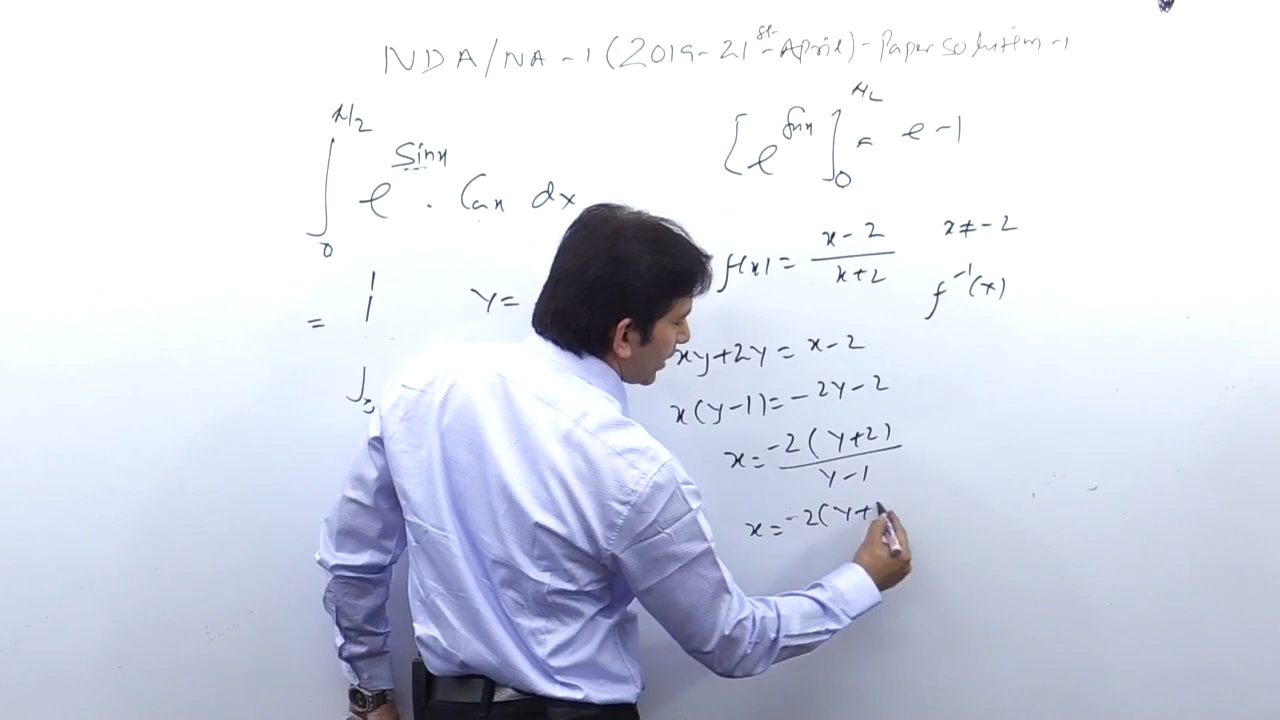 NDA/NA-1 (2019-21st-April)-Paper solution-1
π/2
∫ e^sinx . Cosx dx
0
=
Y=
[e^sinx]₀^π/2 = e-1
f(x) = x-2 / x+2 x≠-2
f⁻¹(x)
xy+2y = x-2
x(y-1) = -2y-2
x = -2(y+2) / y-1
x = -2(y+